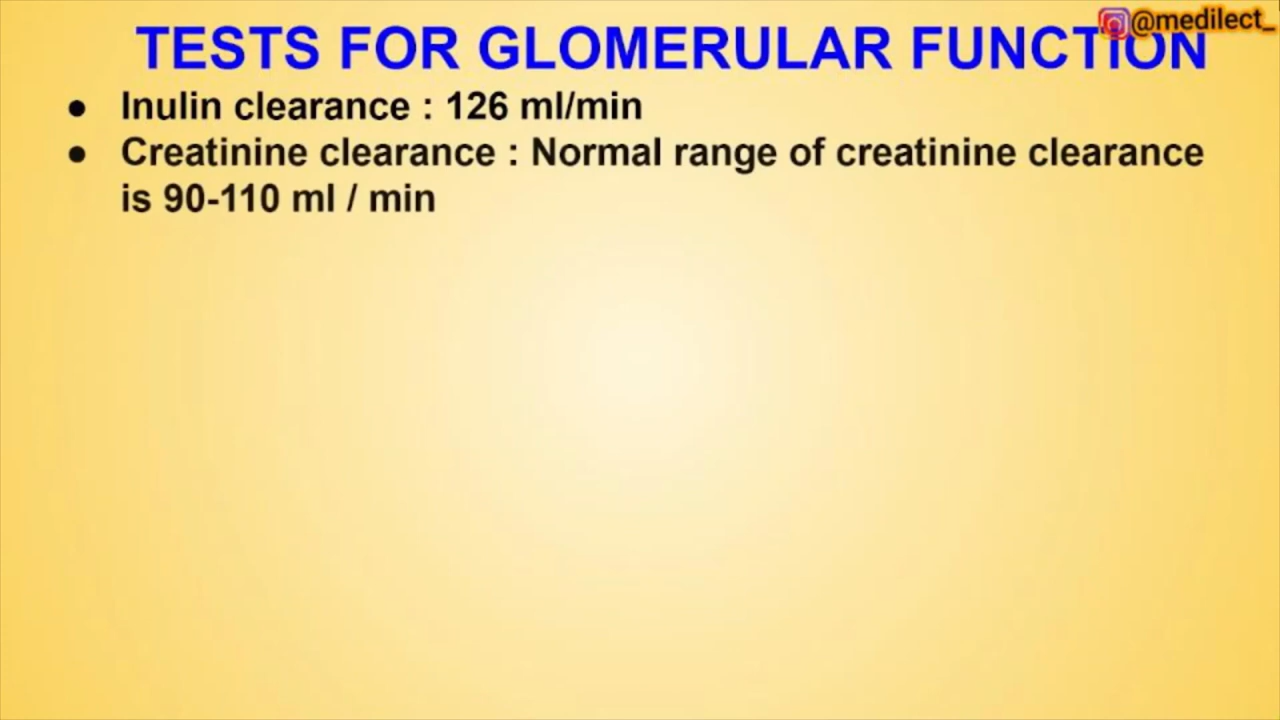 @medilect_
TESTS FOR GLOMERULAR FUNCTION
● Inulin clearance : 126 ml/min
● Creatinine clearance : Normal range of creatinine clearance
is 90-110 ml / min